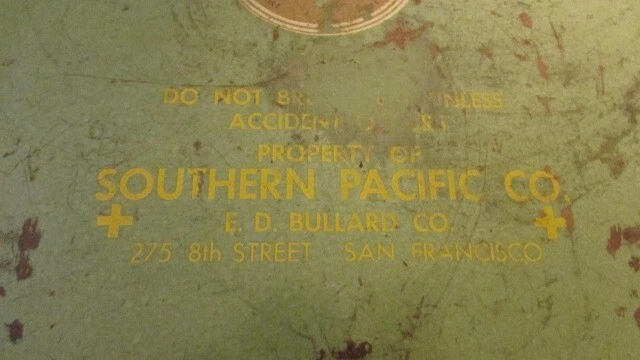 DO NOT UNLESS
ACCIDENT
PROPERTY OF
SOUTHERN PACIFIC CO.
E. D. BULLARD CO.
275 8th STREET SAN FRANCISCO